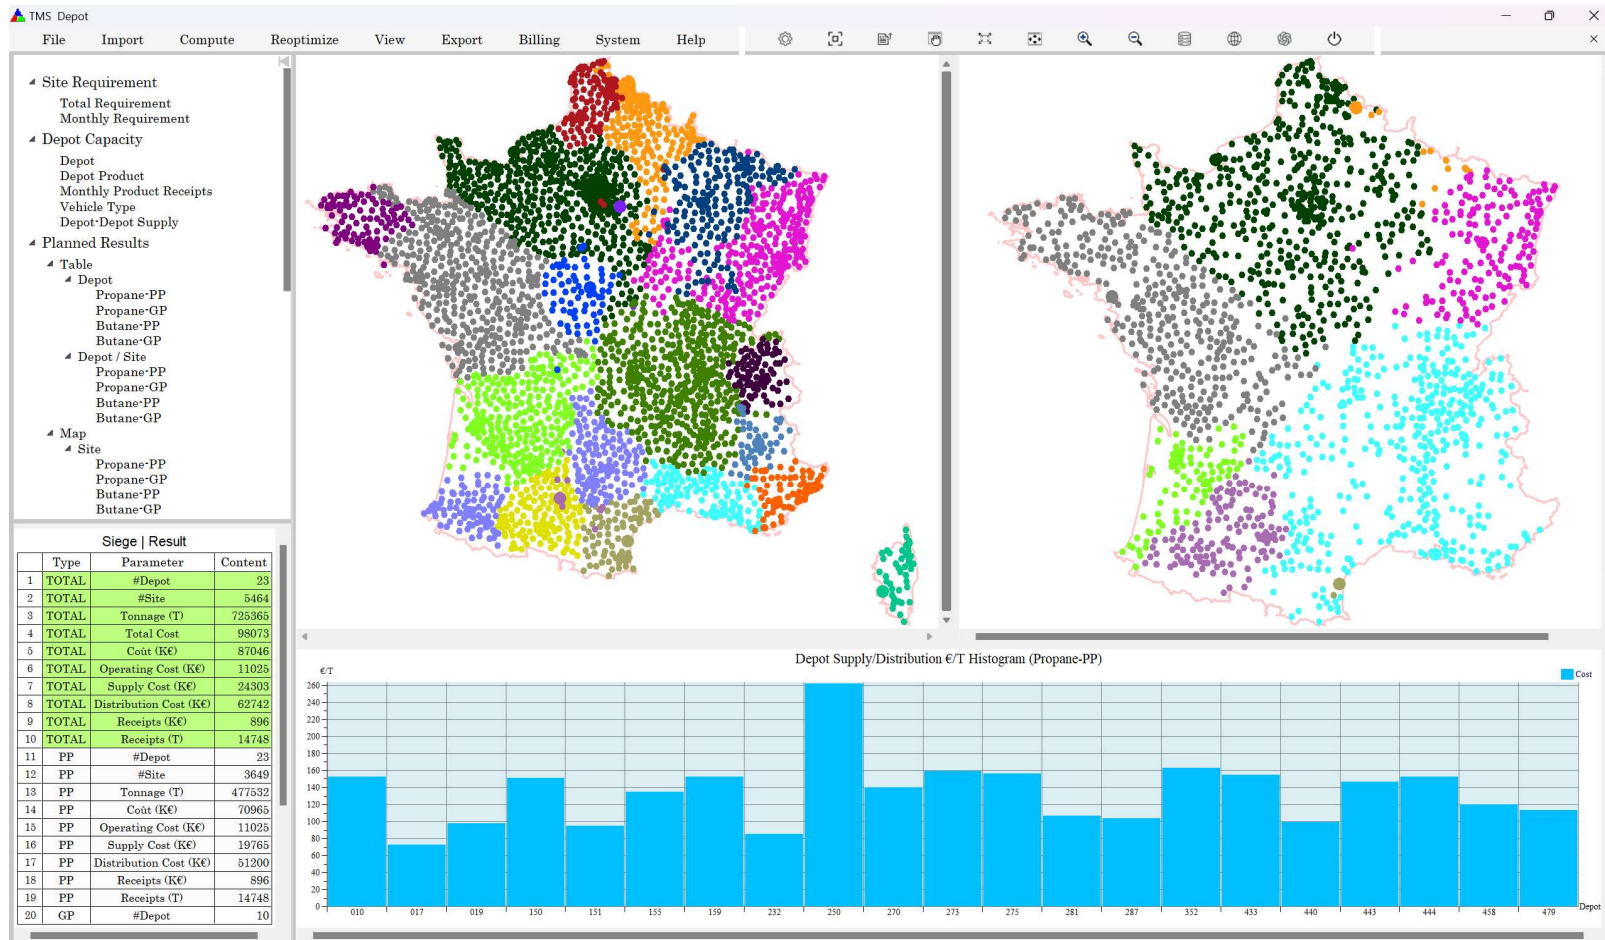 TMS Depot
File Import Compute Reoptimize View Export Billing System Help
Site Requirement
Total Requirement
Monthly Requirement
Depot Capacity
Depot
Depot Product
Monthly Product Receipts
Vehicle Type
Depot-Depot Supply
Planned Results
Table
Depot
Propane-PP
Propane-GP
Butane-PP
Butane-GP
Depot / Site
Propane-PP
Propane-GP
Butane-PP
Butane-GP
Map
Site
Propane-PP
Propane-GP
Butane-PP
Butane-GP
Siege | Result
Type Parameter Content
1 TOTAL #Depot 23
2 TOTAL #Site 5464
3 TOTAL Tonnage (T) 725365
4 TOTAL Total Cost 98073
5 TOTAL Coût (K€) 87046
6 TOTAL Operating Cost (K€) 11025
7 TOTAL Supply Cost (K€) 24303
8 TOTAL Distribution Cost (K€) 62742
9 TOTAL Receipts (K€) 896
10 TOTAL Receipts (T) 14748
11 PP #Depot 23
12 PP #Site 3649
13 PP Tonnage (T) 477532
14 PP Coût (K€) 70965
15 PP Operating Cost (K€) 11025
16 PP Supply Cost (K€) 19765
17 PP Distribution Cost (K€) 51200
18 PP Receipts (K€) 896
19 PP Receipts (T) 14748
20 GP #Depot 10
Depot Supply/Distribution €/T Histogram (Propane-PP)
€/T
Cost
260
240
220
200
180
160
140
120
100
80
60
40
20
0
010 017 019 150 151 155 159 232 250 270 273 275 281 287 352 433 440 443 444 458 479
Depot